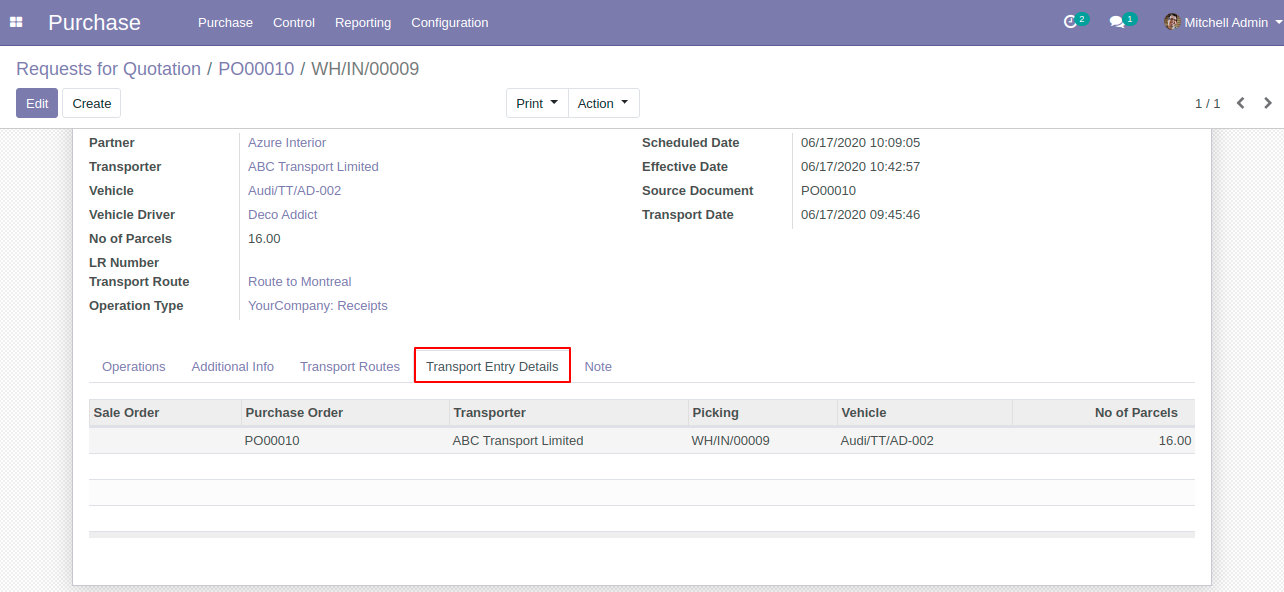 Purchase Purchase Control Reporting Configuration 2 1 Mitchell Admin
Requests for Quotation / PO00010 / WH/IN/00009
Edit Create Print Action 1 / 1
Partner Azure Interior Scheduled Date 06/17/2020 10:09:05
Transporter ABC Transport Limited Effective Date 06/17/2020 10:42:57
Vehicle Audi/TT/AD-002 Source Document PO00010
Vehicle Driver Deco Addict Transport Date 06/17/2020 09:45:46
No of Parcels 16.00
LR Number
Transport Route Route to Montreal
Operation Type YourCompany: Receipts
Operations Additional Info Transport Routes Transport Entry Details Note
Sale Order Purchase Order Transporter Picking Vehicle No of Parcels
PO00010 ABC Transport Limited WH/IN/00009 Audi/TT/AD-002 16.00